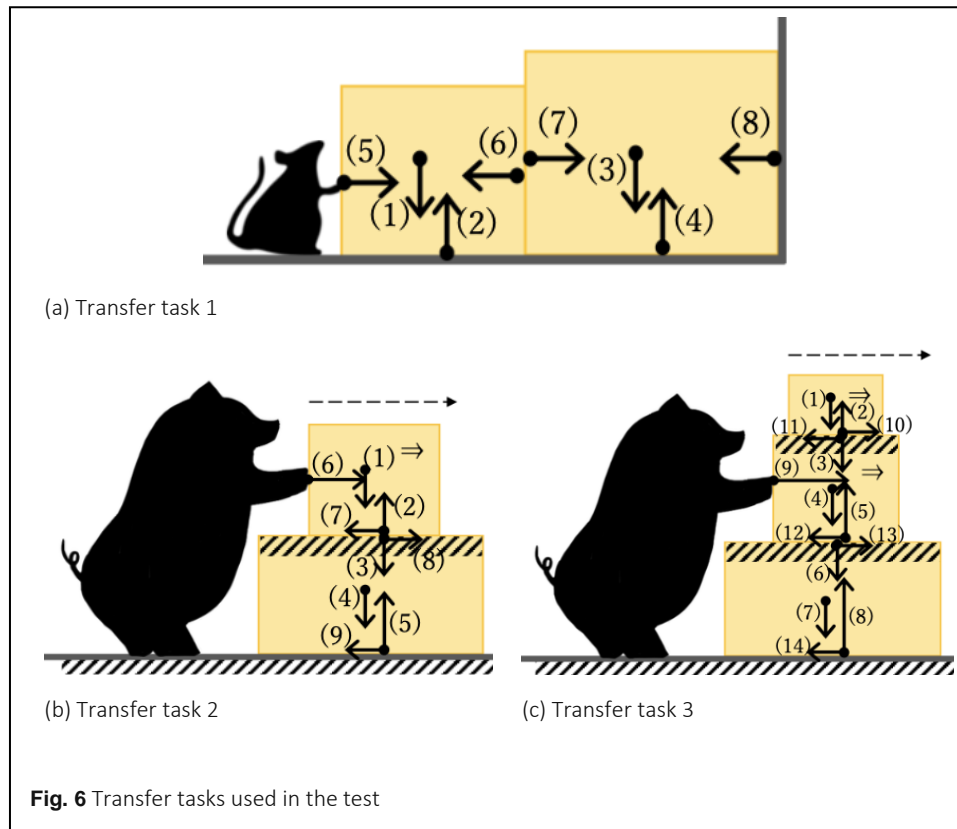 (7) (8)
(5) (6)
(3)
(1) (2) (4)
(a) Transfer task 1
(1) ⇒
(2)
(11) (10)
(3)
(6) (1) ⇒ (9) ⇒
(4)
(2) (5)
(7) (12) (13)
(8)
(3) (6)
(4) (7) (8)
(5)
(9) (14)
(b) Transfer task 2 (c) Transfer task 3
Fig. 6 Transfer tasks used in the test